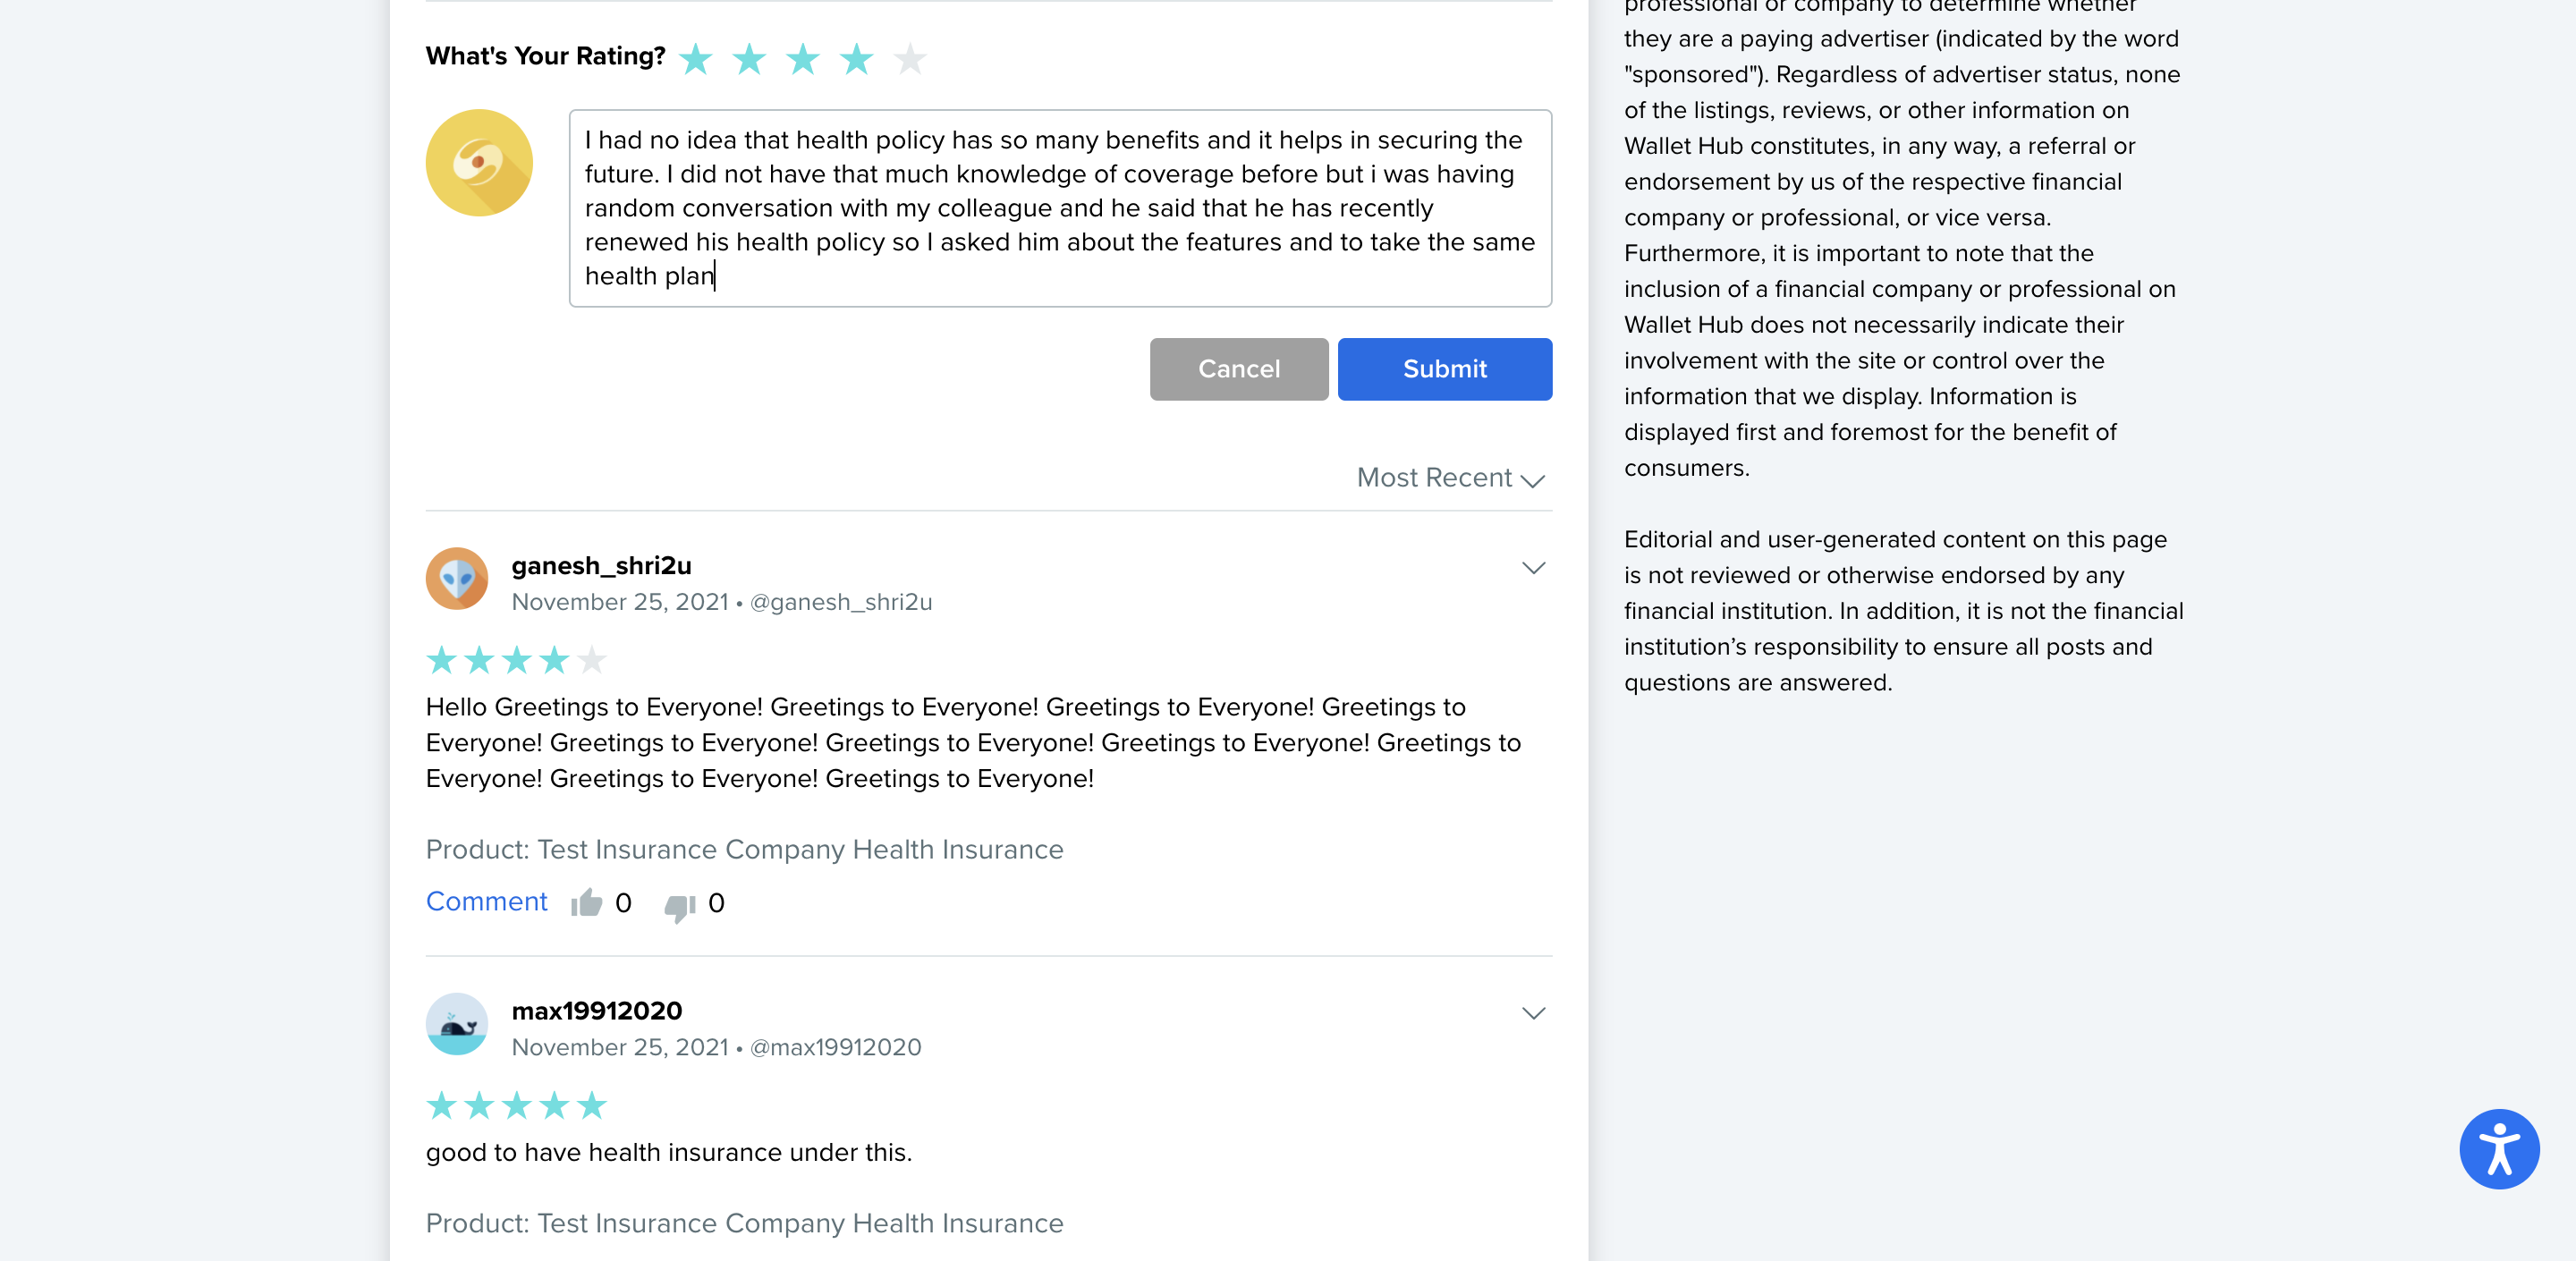 What's Your Rating?
I had no idea that health policy has so many benefits and it helps in securing the
future. I did not have that much knowledge of coverage before but i was having
random conversation with my colleague and he said that he has recently
renewed his health policy so I asked him about the features and to take the same
health plan
Cancel
Submit
Most Recent
ganesh_shri2u
November 25, 2021 • @ganesh_shri2u
Hello Greetings to Everyone! Greetings to Everyone! Greetings to Everyone! Greetings to
Everyone! Greetings to Everyone! Greetings to Everyone! Greetings to Everyone! Greetings to
Everyone! Greetings to Everyone! Greetings to Everyone!
Product: Test Insurance Company Health Insurance
Comment 0 0
max19912020
November 25, 2021 • @max19912020
good to have health insurance under this.
Product: Test Insurance Company Health Insurance
professional or company to determine whether
they are a paying advertiser (indicated by the word
"sponsored"). Regardless of advertiser status, none
of the listings, reviews, or other information on
Wallet Hub constitutes, in any way, a referral or
endorsement by us of the respective financial
company or professional, or vice versa.
Furthermore, it is important to note that the
inclusion of a financial company or professional on
Wallet Hub does not necessarily indicate their
involvement with the site or control over the
information that we display. Information is
displayed first and foremost for the benefit of
consumers.
Editorial and user-generated content on this page
is not reviewed or otherwise endorsed by any
financial institution. In addition, it is not the financial
institution’s responsibility to ensure all posts and
questions are answered.